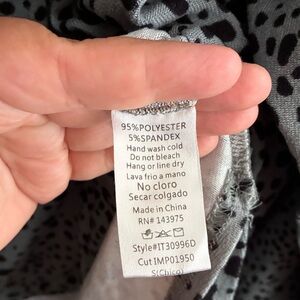 95%POLYESTER
5%SPANDEX
Hand wash cold
Do not bleach
Hang or line dry
Lava frio a mano
No cloro
Secar colgado
Made in China
RN# 143975
Style#IT30996D
Cut IMP01950
S(Chico)